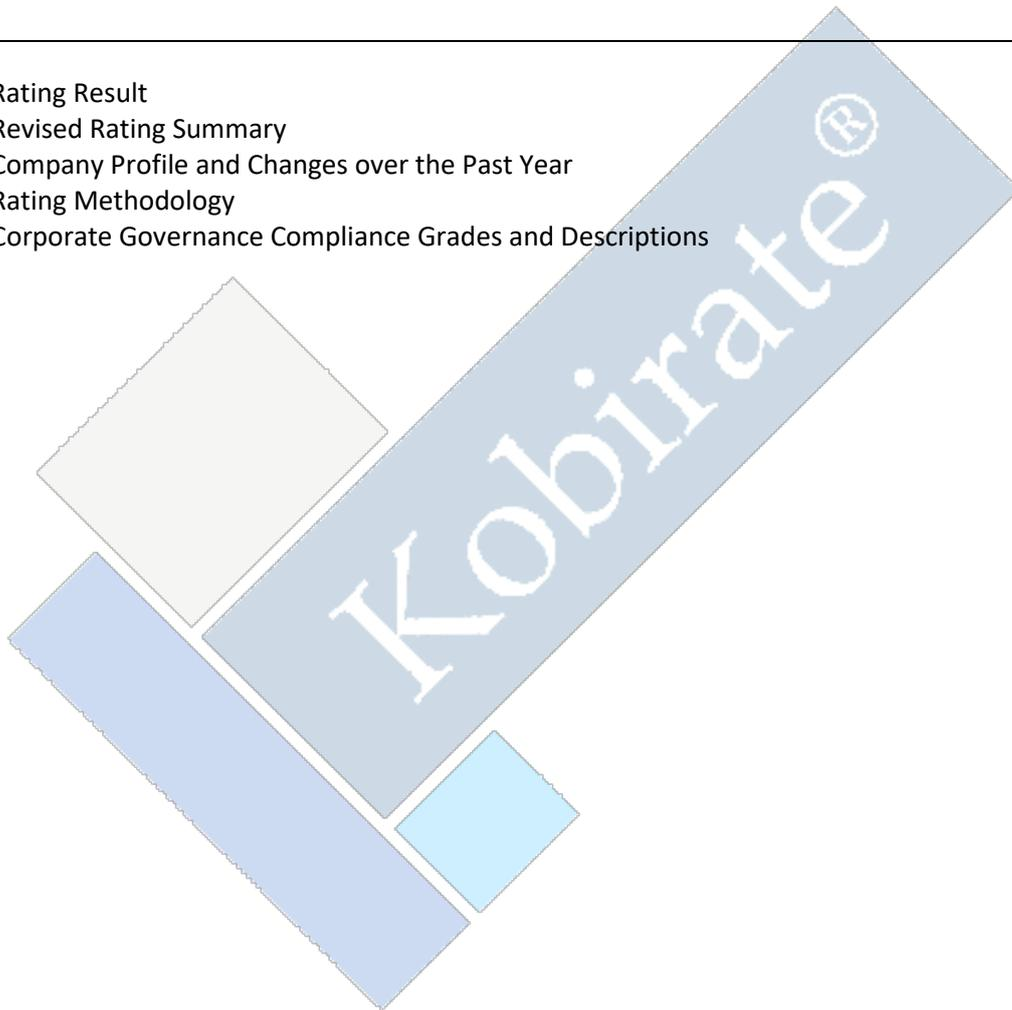 Rating Result
Revised Rating Summary
Company Profile and Changes over the Past Year
Rating Methodology
Corporate Governance Compliance Grades and Descriptions
Kobirate®